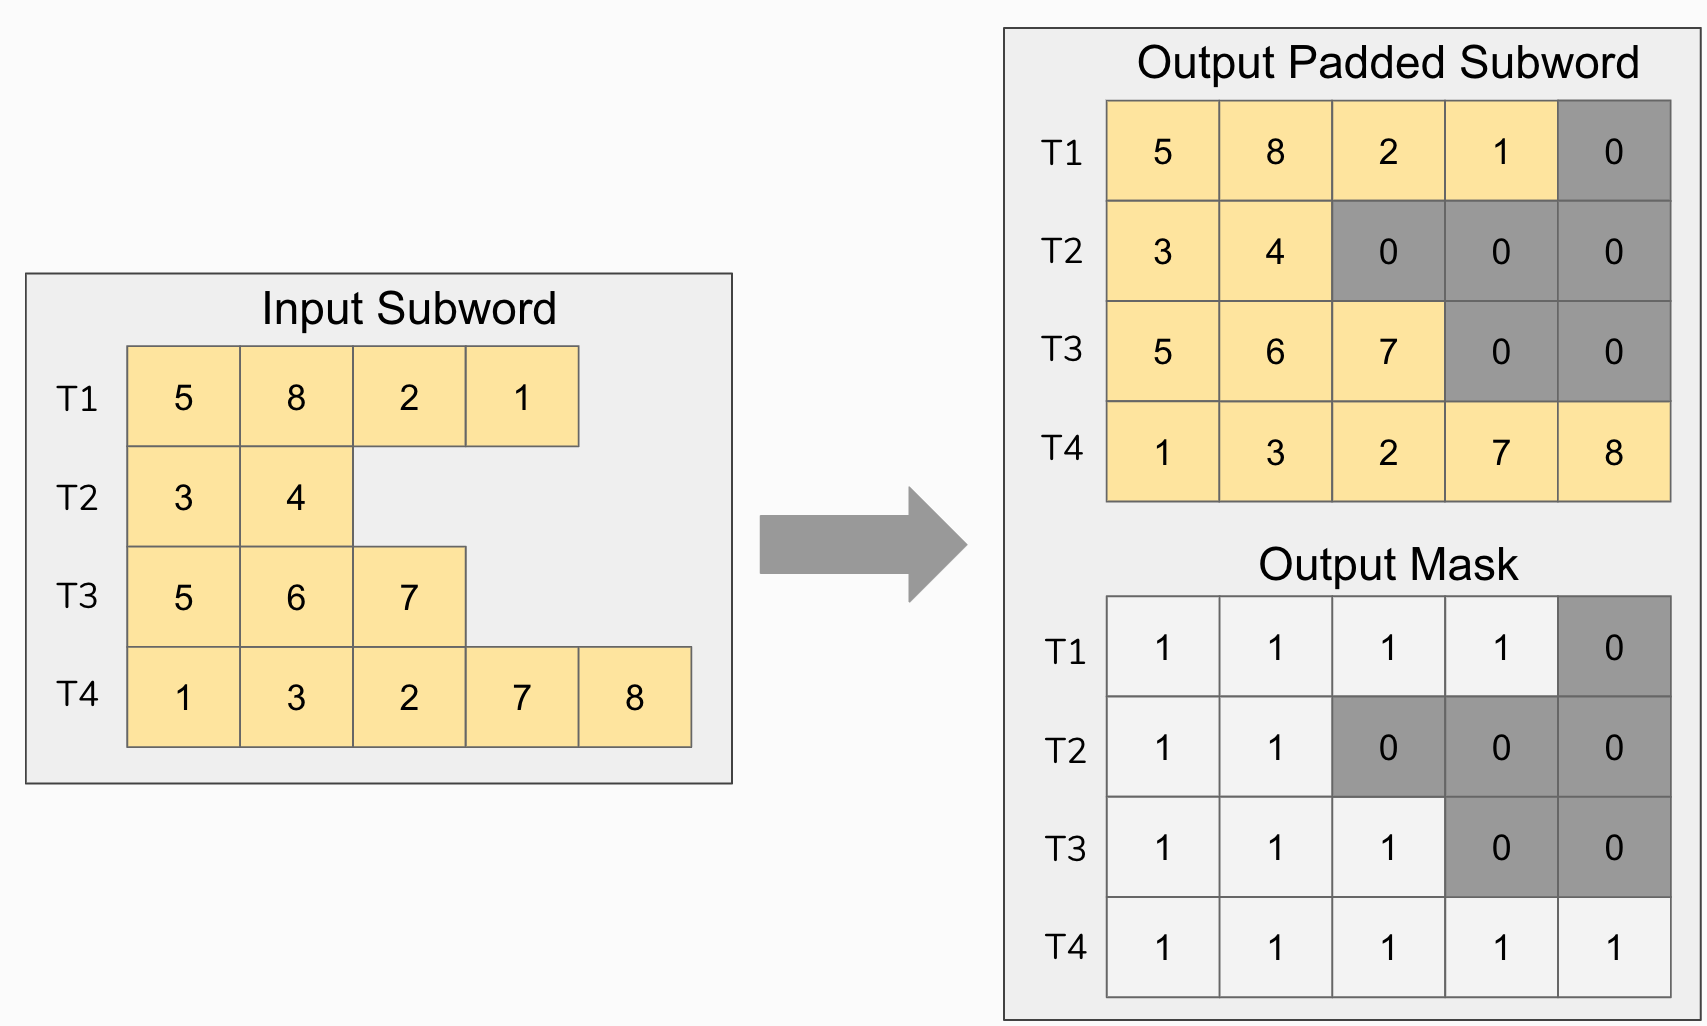 Input Subword
T1 5 8 2 1
T2 3 4
T3 5 6 7
T4 1 3 2 7 8
Output Padded Subword
T1 5 8 2 1 0
T2 3 4 0 0 0
T3 5 6 7 0 0
T4 1 3 2 7 8
Output Mask
T1 1 1 1 1 0
T2 1 1 0 0 0
T3 1 1 1 0 0
T4 1 1 1 1 1